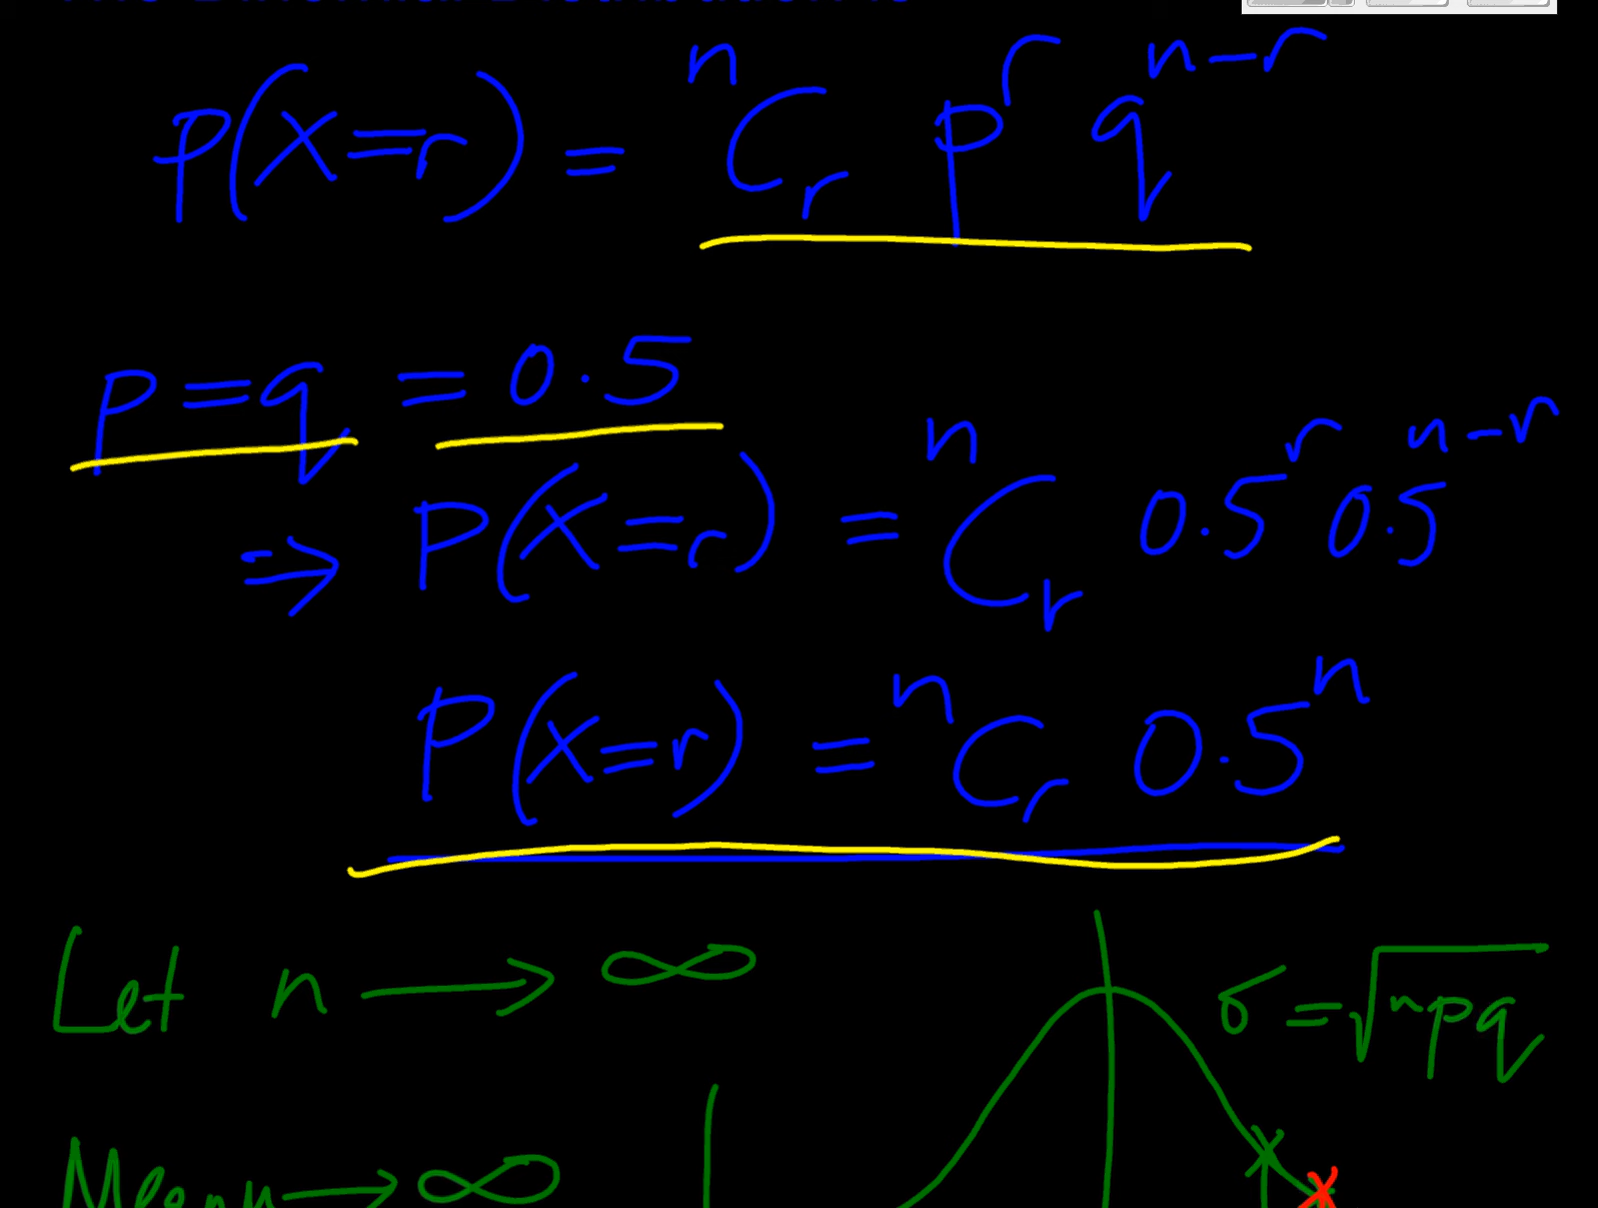 P(X=r) = ⁿCᵣ pʳ qⁿ⁻ʳ
p=q = 0.5
⇒ P(X=r) = ⁿCᵣ 0.5ʳ 0.5ⁿ⁻ʳ
P(X=r) = ⁿCᵣ 0.5ⁿ
Let n → ∞
σ = √npq
Mean μ → ∞